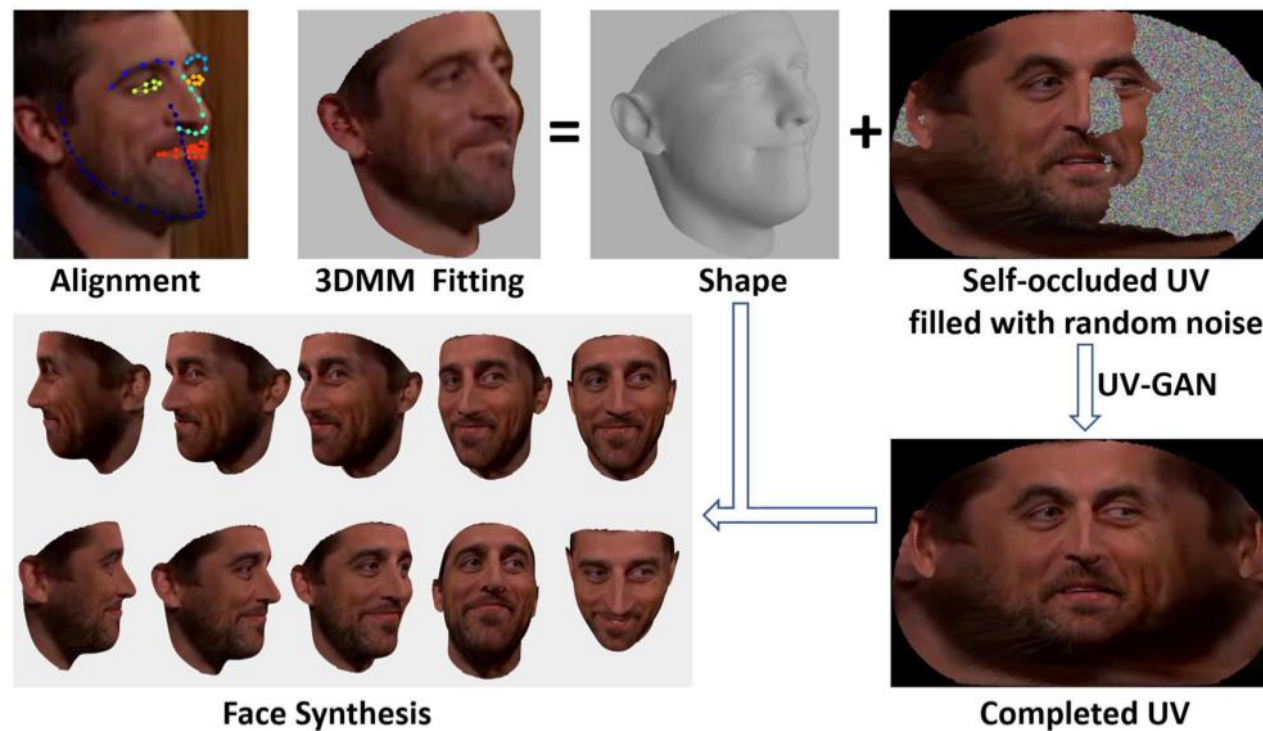 =
+
Alignment
3DMM Fitting
Shape
Self-occluded UV
filled with random noise
UV-GAN
Face Synthesis
Completed UV